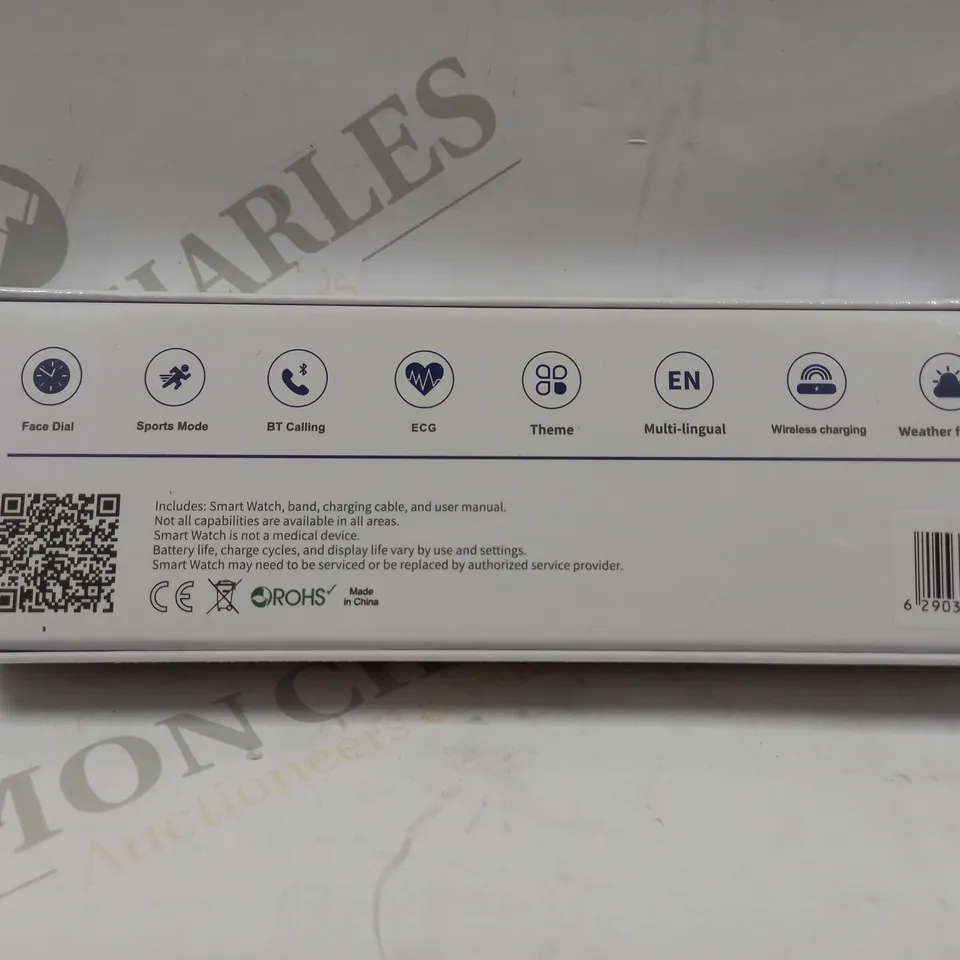 Face Dial
Sports Mode
BT Calling
ECG
Theme
EN
Multi-lingual
Wireless charging
Weather f
Includes: Smart Watch, band, charging cable, and user manual.
Not all capabilities are available in all areas.
Smart Watch is not a medical device.
Battery life, charge cycles, and display life vary by use and settings.
Smart Watch may need to be serviced or be replaced by authorized service provider.
CE
ROHS
Made
in China
6 2903
HARLES
MON CH
Auctioneers &